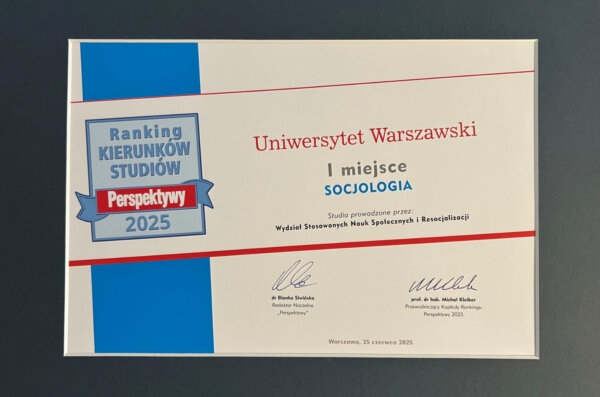 Ranking
KIERUNKÓW
STUDIÓW
Perspektywy
2025
Uniwersytet Warszawski
I miejsce
SOCJOLOGIA
Studia prowadzone przez:
Wydział Stosowanych Nauk Społecznych i Resocjalizacji
dr Bianka Siwińska
Redaktor Naczelna
„Perspektywy”
prof. dr hab. Michał Kleiber
Przewodniczący Kapituły Rankingu
Perspektywy 2025
Warszawa, 25 czerwca 2025